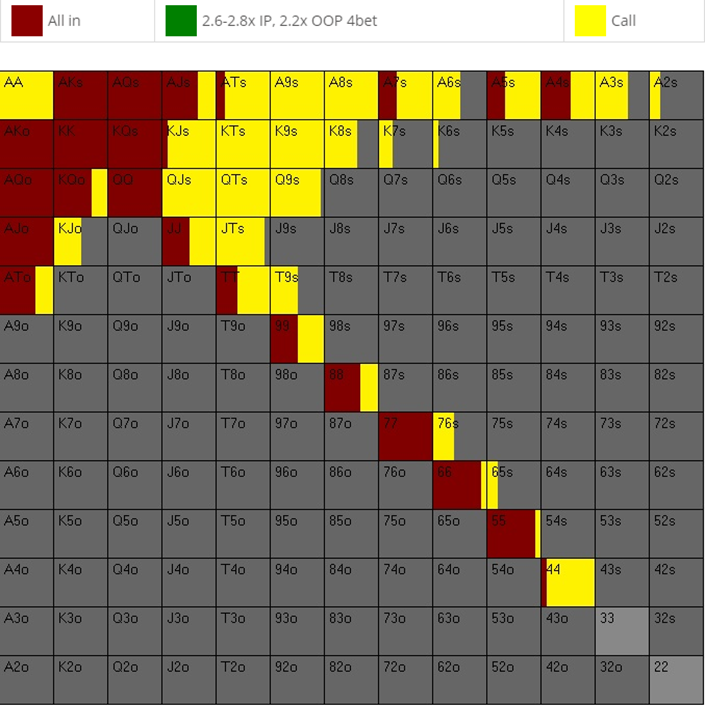 All in 2.6-2.8x IP, 2.2x OOP 4bet Call
AA AKs AQs AJs ATs A9s A8s A7s A6s A5s A4s A3s A2s
AKo KK KQs KJs KTs K9s K8s K7s K6s K5s K4s K3s K2s
AQo KQo QQ QJs QTs Q9s Q8s Q7s Q6s Q5s Q4s Q3s Q2s
AJo KJo QJo JJ JTs J9s J8s J7s J6s J5s J4s J3s J2s
ATo KTo QTo JTo TT T9s T8s T7s T6s T5s T4s T3s T2s
A9o K9o Q9o J9o T9o 99 98s 97s 96s 95s 94s 93s 92s
A8o K8o Q8o J8o T8o 98o 88 87s 86s 85s 84s 83s 82s
A7o K7o Q7o J7o T7o 97o 87o 77 76s 75s 74s 73s 72s
A6o K6o Q6o J6o T6o 96o 86o 76o 66 65s 64s 63s 62s
A5o K5o Q5o J5o T5o 95o 85o 75o 65o 55 54s 53s 52s
A4o K4o Q4o J4o T4o 94o 84o 74o 64o 54o 44 43s 42s
A3o K3o Q3o J3o T3o 93o 83o 73o 63o 53o 43o 33 32s
A2o K2o Q2o J2o T2o 92o 82o 72o 62o 52o 42o 32o 22